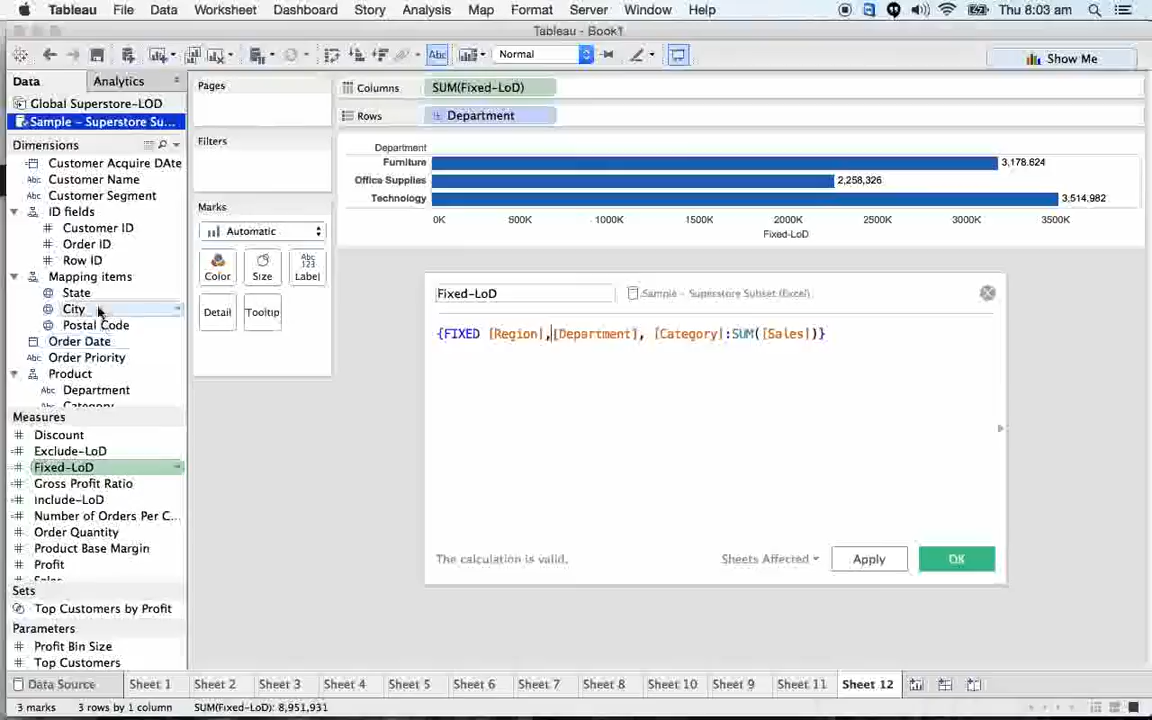 Tableau File Data Worksheet Dashboard Story Analysis Map Format Server Window Help Thu 8:03 am
Tableau - Book1
Abc Normal Show Me
Data Analytics
Global Superstore-LOD
Sample - Superstore Su...
Dimensions
Customer Acquire DAte
Abc Customer Name
Abc Customer Segment
ID fields
# Customer ID
# Order ID
# Row ID
Mapping items
State
City
Postal Code
Order Date
Abc Order Priority
Product
Abc Department
Measures
# Discount
=# Exclude-LoD
=# Fixed-LoD
=# Gross Profit Ratio
=# include-LoD
=# Number of Orders Per C...
# Order Quantity
# Product Base Margin
# Profit
Sets
Top Customers by Profit
Parameters
# Profit Bin Size
# Top Customers
Pages
Filters
Marks
Automatic
Color Size Abc 123 Label
Detail Tooltip
Columns SUM(Fixed-LoD)
Rows Department
Department
Furniture 3,178,624
Office Supplies 2,258,326
Technology 3,514,982
0K 500K 1000K 1500K 2000K 2500K 3000K 3500K
Fixed-LoD
Fixed-LoD Sample - Superstore Subset (Excel)
{FIXED [Region],[Department], [Category]:SUM([Sales])}
The calculation is valid. Sheets Affected Apply OK
Data Source Sheet 1 Sheet 2 Sheet 3 Sheet 4 Sheet 5 Sheet 6 Sheet 7 Sheet 8 Sheet 10 Sheet 9 Sheet 11 Sheet 12
3 marks 3 rows by 1 column SUM(Fixed-LoD): 8,951,931